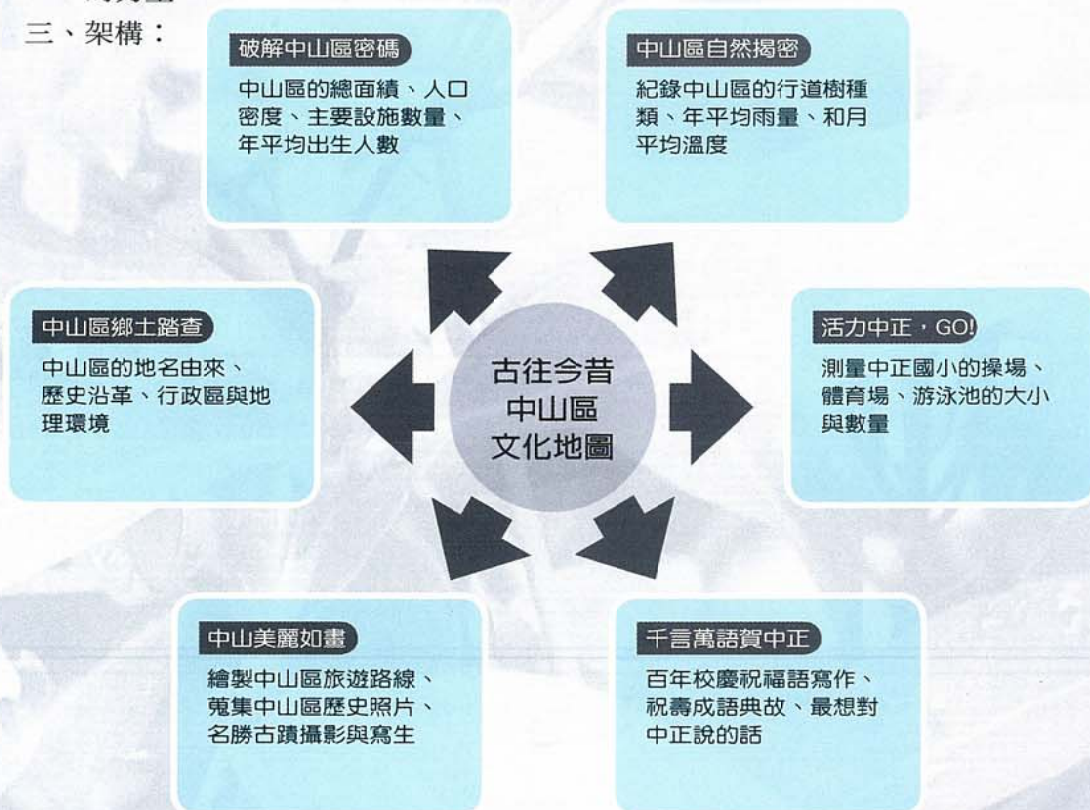 三、架構：
破解中山區密碼
中山區的總面績、人口
密度、主要設施數量、
年平均出生人數
中山區自然揭密
紀錄中山區的行道樹種
類、年平均雨量、和月
平均溫度
中山區鄉土踏查
中山區的地名由來、
歷史沿革、行政區與地
理環境
古往今昔
中山區
文化地圖
活力中正，GO!
測量中正國小的操場、
體育場、游泳池的大小
與數量
中山美麗如畫
繪製中山區旅遊路線、
蒐集中山區歷史照片、
名勝古蹟攝影與寫生
千言萬語賀中正
百年校慶祝福語寫作、
祝壽成語典故、最想對
中正說的話